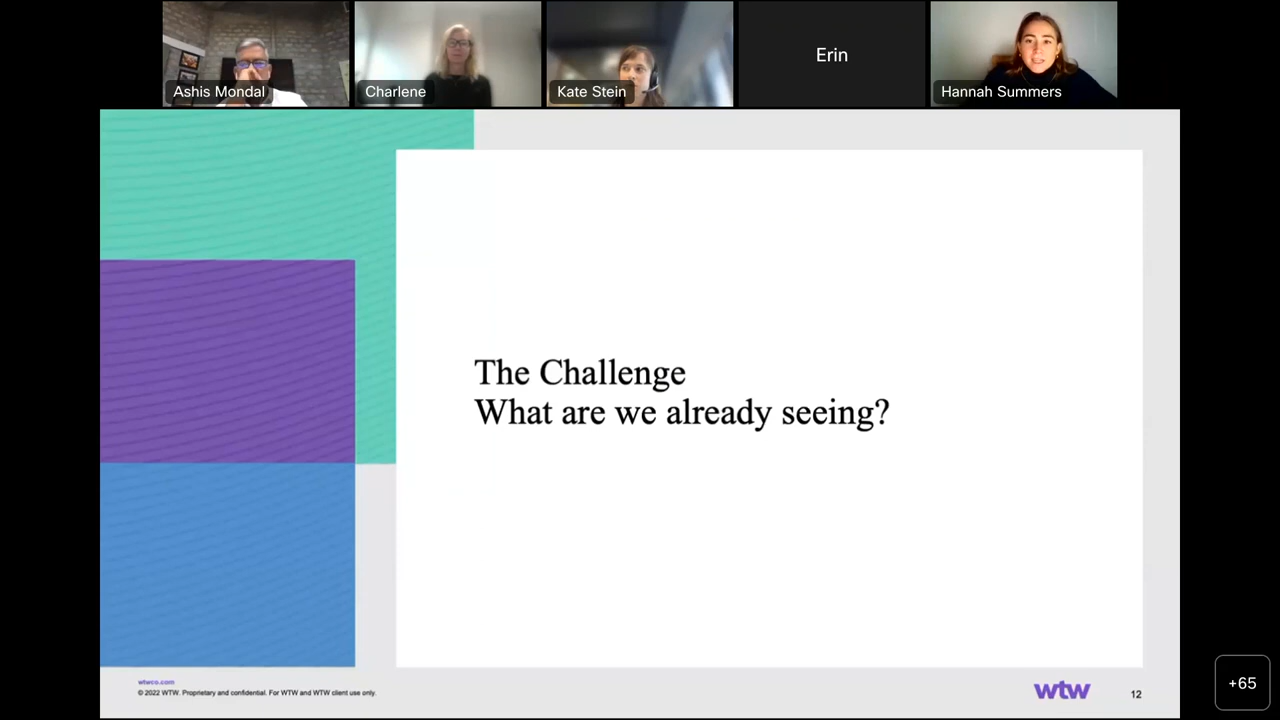 Ashis Mondal
Charlene
Kate Stein
Erin
Hannah Summers
The Challenge
What are we already seeing?
wtwco.com
© 2022 WTW. Proprietary and confidential. For WTW and WTW client use only.
wtw
12
+65